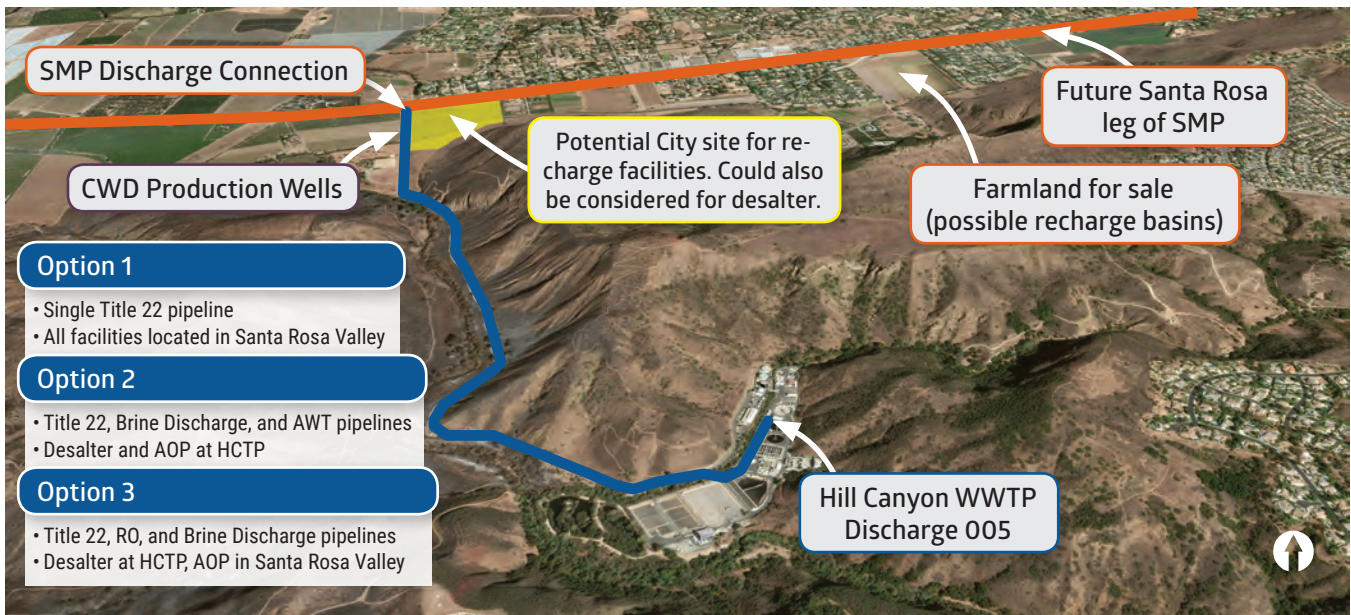 SMP Discharge Connection
CWD Production Wells
Potential City site for re-
charge facilities. Could also
be considered for desalter.
Future Santa Rosa
leg of SMP
Farmland for sale
(possible recharge basins)
Option 1
• Single Title 22 pipeline
• All facilities located in Santa Rosa Valley
Option 2
• Title 22, Brine Discharge, and AWT pipelines
• Desalter and AOP at HCTP
Option 3
• Title 22, RO, and Brine Discharge pipelines
• Desalter at HCTP, AOP in Santa Rosa Valley
Hill Canyon WWTP
Discharge 005